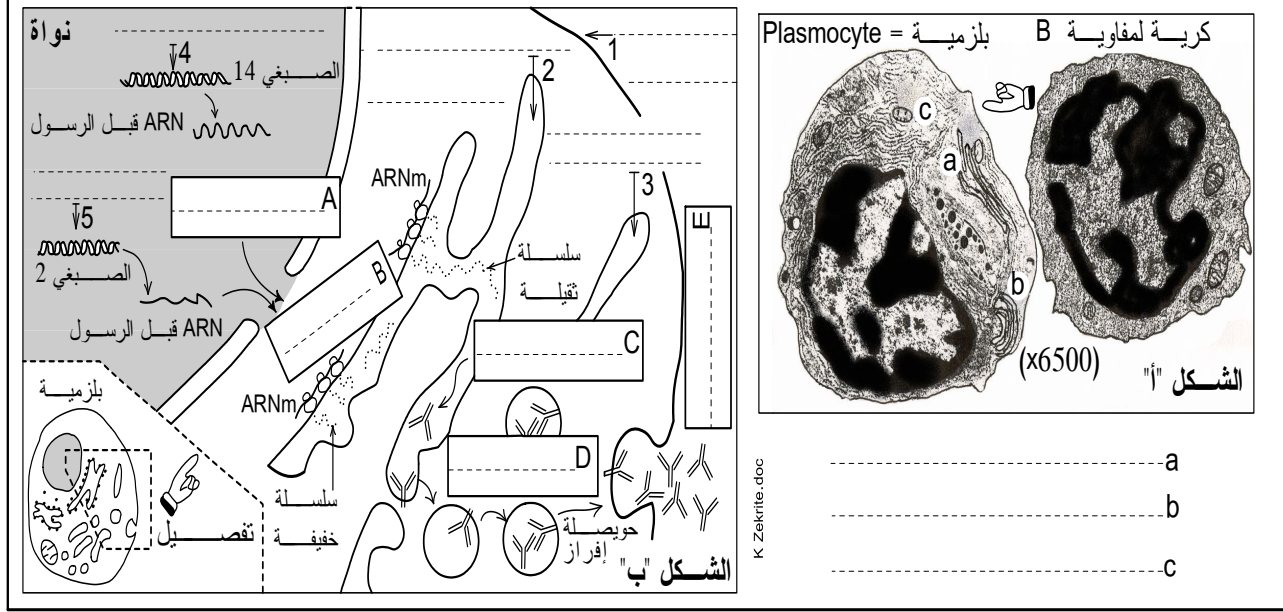 نواة
4
الصبغي 14
ARN قبل الرسول
5
الصبغي 2
ARN قبل الرسول
A
B
C
D
E
1
2
3
ARNm
سلسلة
ثقيلة
ARNm
سلسلة
خفيفة
حويصلة
إفراز
بلزمية
تفصيل
الشكل "ب"
Plasmocyte = بلزمية
كرية لمفاوية B
c
a
b
(x6500)
الشكل "أ"
a
b
c
K Zekrite.doc